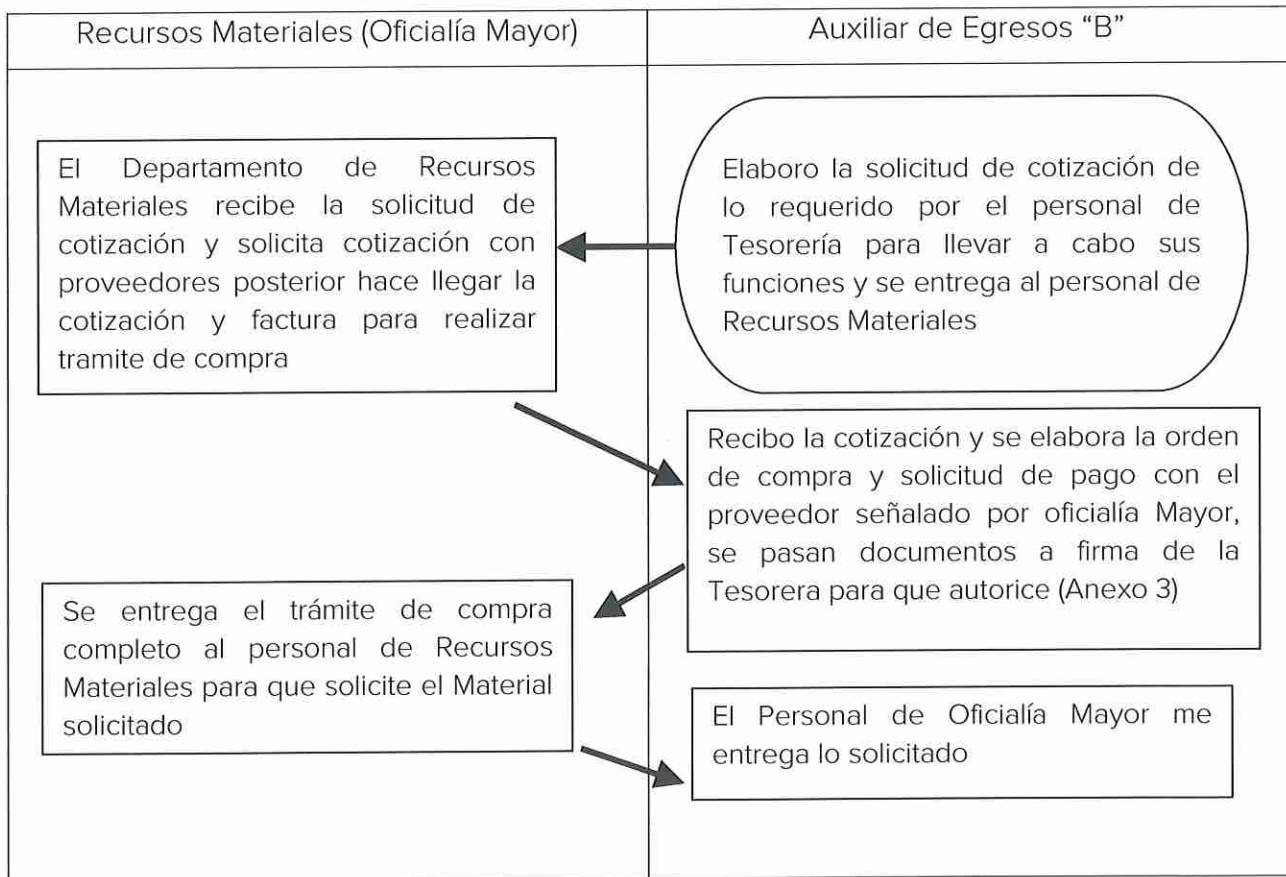 Recursos Materiales (Oficialía Mayor)
Auxiliar de Egresos “B”
Elaboro la solicitud de cotización de
lo requerido por el personal de
Tesorería para llevar a cabo sus
funciones y se entrega al personal de
Recursos Materiales
El Departamento de Recursos
Materiales recibe la solicitud de
cotización y solicita cotización con
proveedores posterior hace llegar la
cotización y factura para realizar
tramite de compra
Recibo la cotización y se elabora la orden
de compra y solicitud de pago con el
proveedor señalado por oficialía Mayor,
se pasan documentos a firma de la
Tesorera para que autorice (Anexo 3)
Se entrega el trámite de compra
completo al personal de Recursos
Materiales para que solicite el Material
solicitado
El Personal de Oficialía Mayor me
entrega lo solicitado